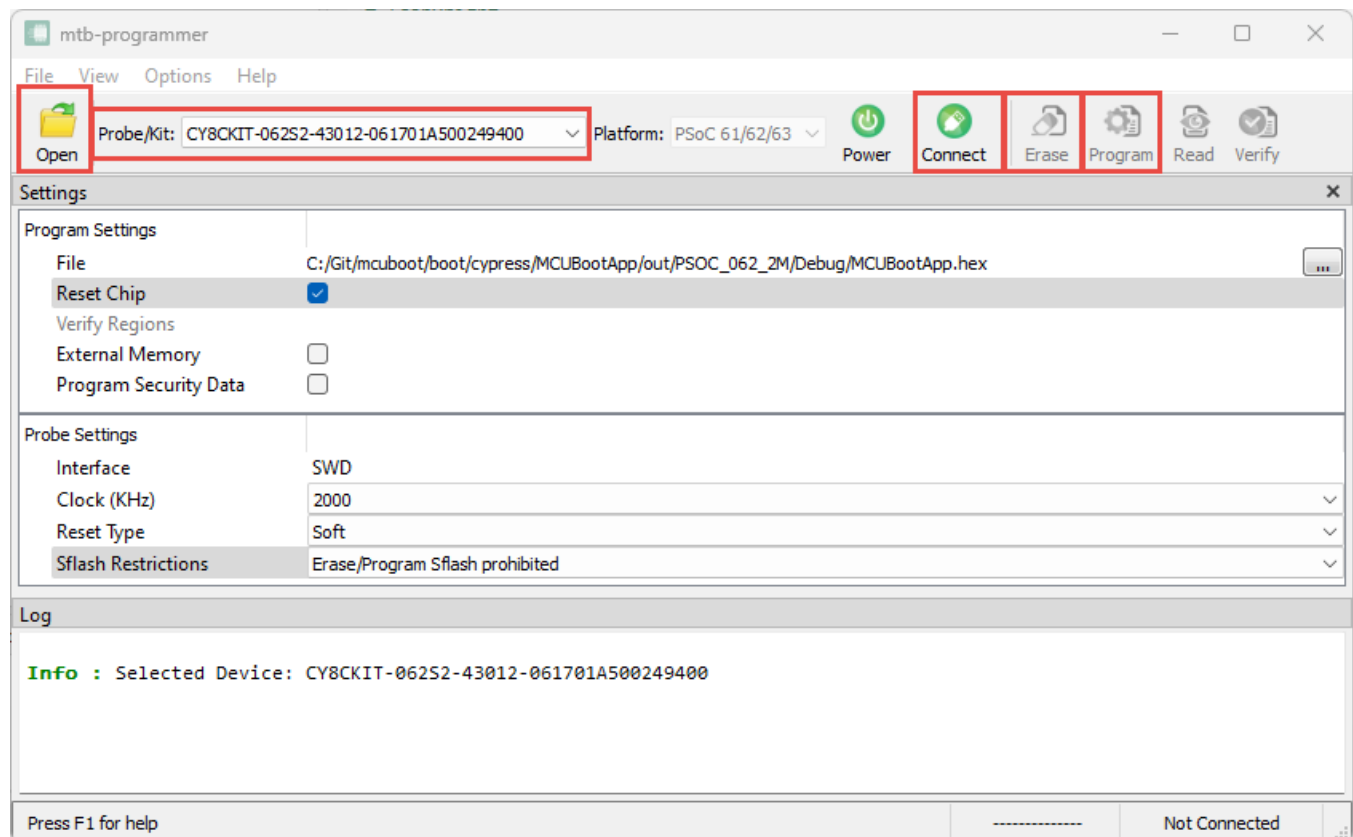 mtb-programmer
File View Options Help
Open
Probe/Kit: CY8CKIT-062S2-43012-061701A500249400
Platform: PSoC 61/62/63
Power
Connect
Erase
Program
Read
Verify
Settings
Program Settings
File C:/Git/mcuboot/boot/cypress/MCUBootApp/out/PSOC_062_2M/Debug/MCUBootApp.hex ...
Reset Chip
Verify Regions
External Memory
Program Security Data
Probe Settings
Interface SWD
Clock (KHz) 2000
Reset Type Soft
Sflash Restrictions Erase/Program Sflash prohibited
Log
Info : Selected Device: CY8CKIT-062S2-43012-061701A500249400
Press F1 for help -------------- Not Connected